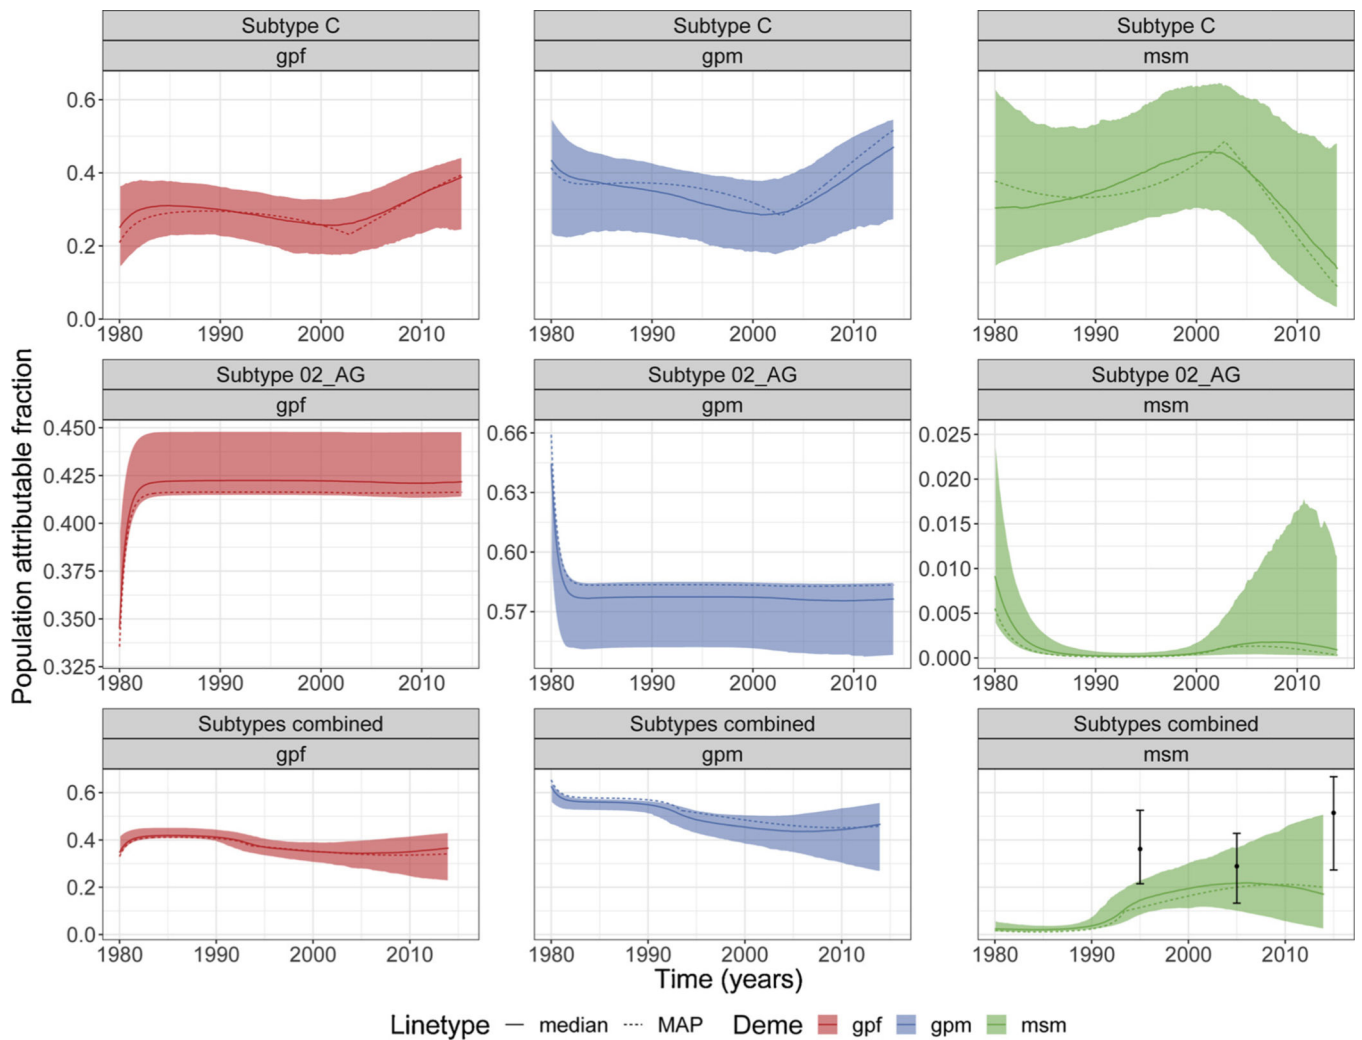 Subtype C Subtype C Subtype C
gpf gpm msm
0.6
0.4
0.2
0.0
1980 1990 2000 2010 1980 1990 2000 2010 1980 1990 2000 2010
Population attributable fraction
Subtype 02_AG Subtype 02_AG Subtype 02_AG
gpf gpm msm
0.450 0.66 0.025
0.425 0.63 0.020
0.400 0.60 0.015
0.375 0.57 0.010
0.350 0.005
0.325 0.000
1980 1990 2000 2010 1980 1990 2000 2010 1980 1990 2000 2010
Subtypes combined Subtypes combined Subtypes combined
gpf gpm msm
0.6
0.4
0.2
0.0
1980 1990 2000 2010 1980 1990 2000 2010 1980 1990 2000 2010
Time (years)
Linetype median MAP Deme gpf gpm msm